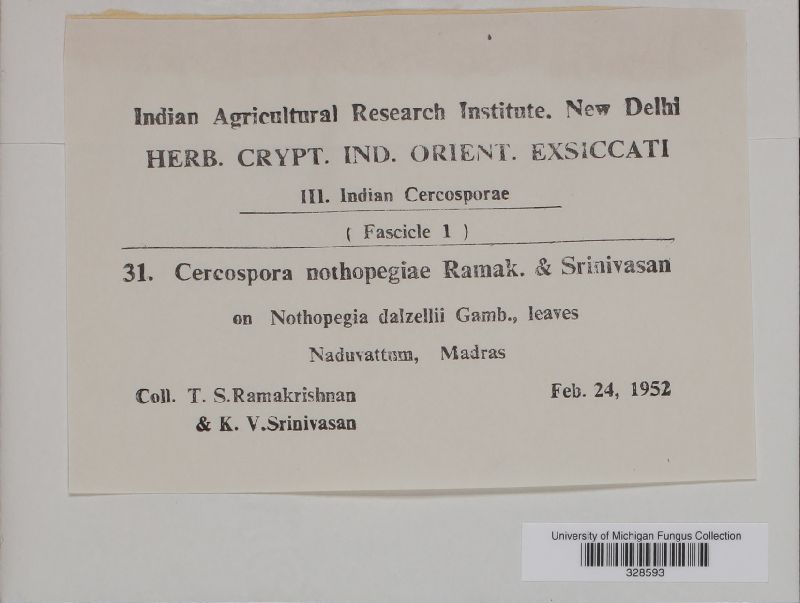 Indian Agricultural Research Institute. New Delhi
HERB. CRYPT. IND. ORIENT. EXSICCATI
III. Indian Cercosporae
( Fascicle 1 )
31. Cercospora nothopegiae Ramak. & Srinivasan
on Nothopegia dalzellii Gamb., leaves
Naduvattum, Madras
Coll. T. S.Ramakrishnan Feb. 24, 1952
& K. V.Srinivasan
University of Michigan Fungus Collection
328593